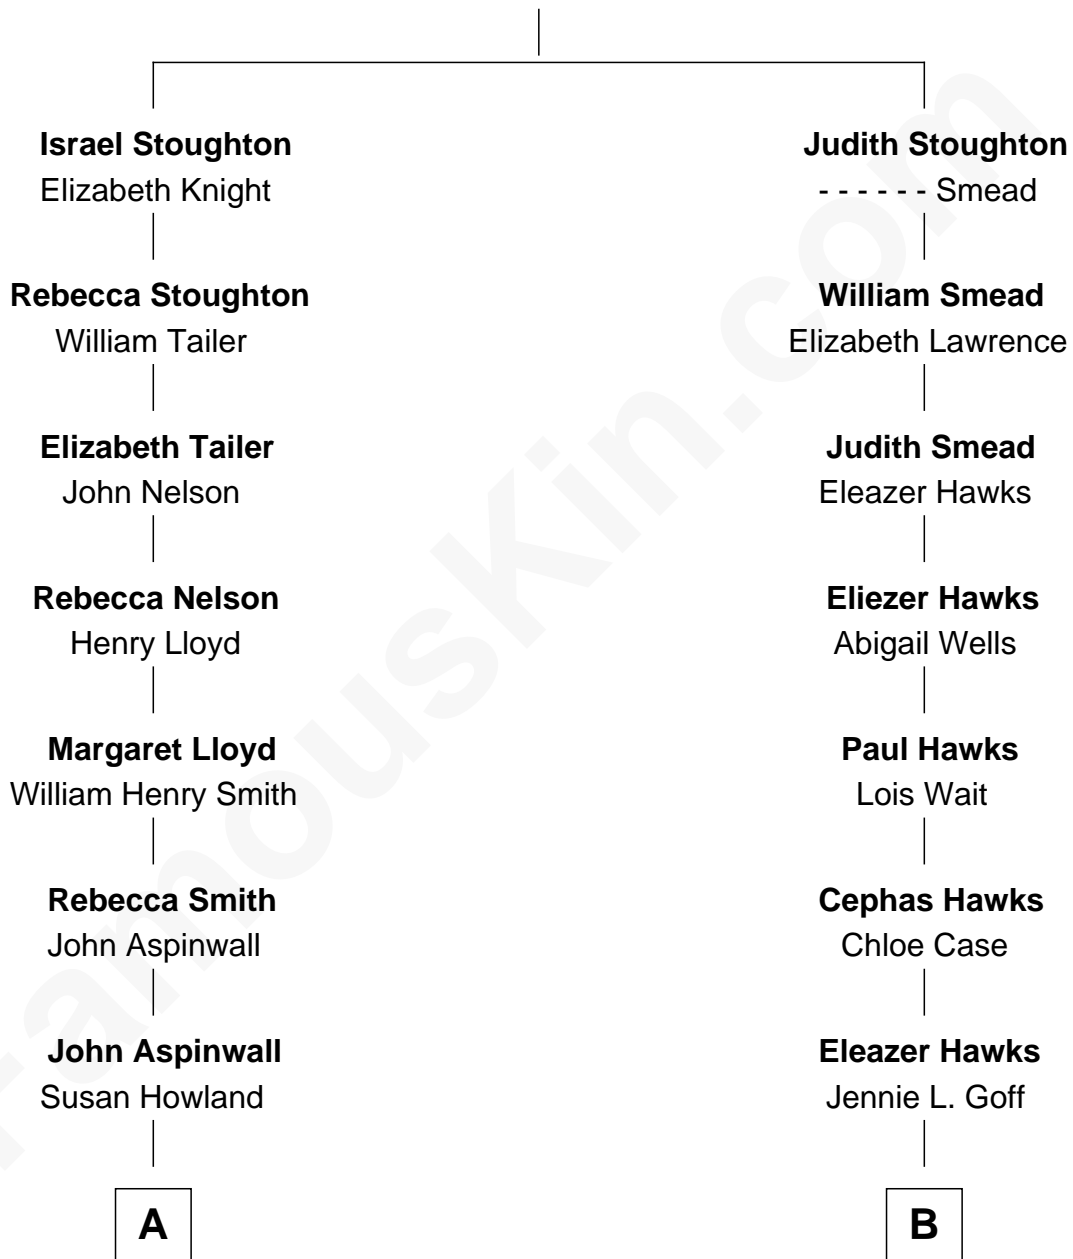 Israel Stoughton
Elizabeth Knight
Rebecca Stoughton
William Tailer
Elizabeth Tailer
John Nelson
Rebecca Nelson
Henry Lloyd
Margaret Lloyd
William Henry Smith
Rebecca Smith
John Aspinwall
John Aspinwall
Susan Howland
A
Judith Stoughton
- - - - - - Smead
William Smead
Elizabeth Lawrence
Judith Smead
Eleazer Hawks
Eliezer Hawks
Abigail Wells
Paul Hawks
Lois Wait
Cephas Hawks
Chloe Case
Eleazer Hawks
Jennie L. Goff
B
FamousKin.com